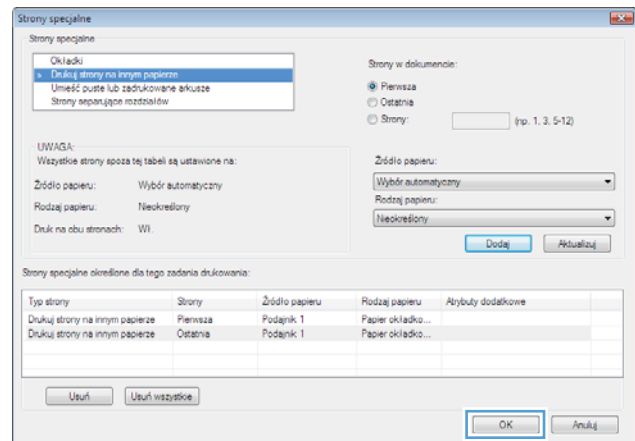 Strony specjalne
Strony specjalne
Okładki
» Drukuj strony na innym papierze
Umieść puste lub zadrukowane arkusze
Strony separujące rozdziałów
Strony w dokumencie:
Pierwsza
Ostatnia
Strony: (np. 1, 3, 5-12)
UWAGA:
Wszystkie strony spoza tej tabeli są ustawione na:
Źródło papieru: Wybór automatyczny
Rodzaj papieru: Nieokreślony
Druk na obu stronach: Wł.
Źródło papieru:
Wybór automatyczny
Rodzaj papieru:
Nieokreślony
Dodaj Aktualizuj
Strony specjalne określone dla tego zadania drukowania:
Typ strony Strony Źródło papieru Rodzaj papieru Atrybuty dodatkowe
Drukuj strony na innym papierze Pierwsza Podajnik 1 Papier okładko...
Drukuj strony na innym papierze Ostatnia Podajnik 1 Papier okładko...
Usuń Usuń wszystkie
OK Anuluj